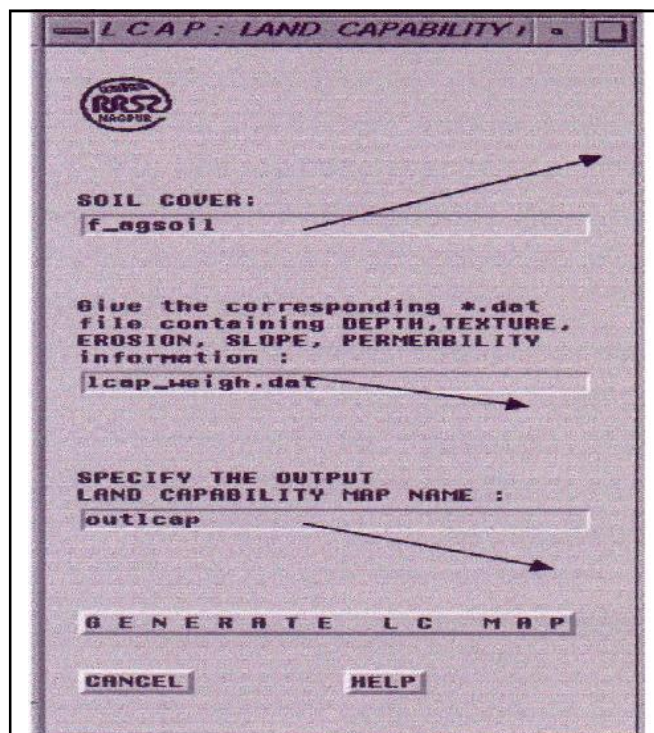 LCAP: LAND CAPABILITY
RRSC
NAGPUR
SOIL COVER:
f_agsoil
Give the corresponding *.dat
file containing DEPTH,TEXTURE,
EROSION, SLOPE, PERMEABILITY
information :
lcap_weigh.dat
SPECIFY THE OUTPUT
LAND CAPABILITY MAP NAME :
outlcap
GENERATE LC MAP
CANCEL HELP